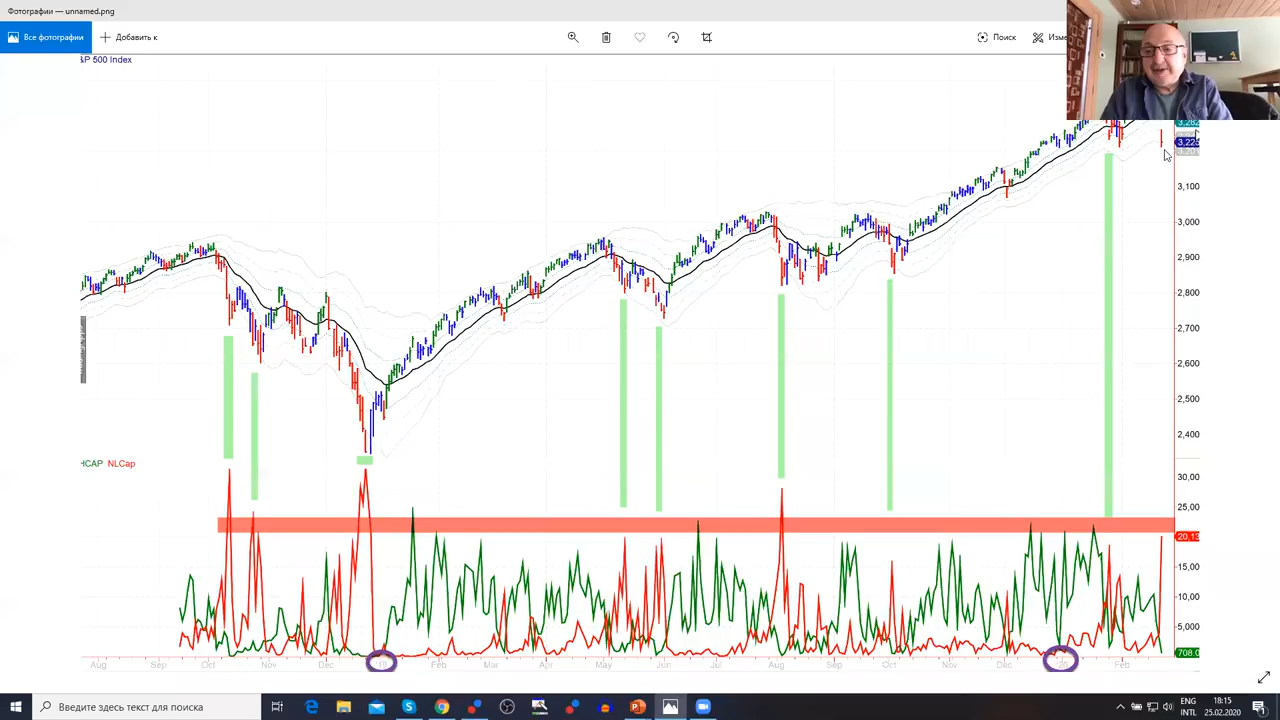 Фотографии — unnamed.png
Все фотографии
Добавить к
Поиск
Изме
&P 500 Index
3,100
3,000
2,900
2,800
2,700
2,600
2,500
2,400
HCAP NLCap
30,00
25,00
20,13
15,00
10,00
5,000
708.0
Aug Sep Oct Nov Dec 19 Feb Mar Apr May Jun Jul Aug Sep Oct Nov Dec 20 Feb
Введите здесь текст для поиска
ENG
INTL
18:15
25.02.2020